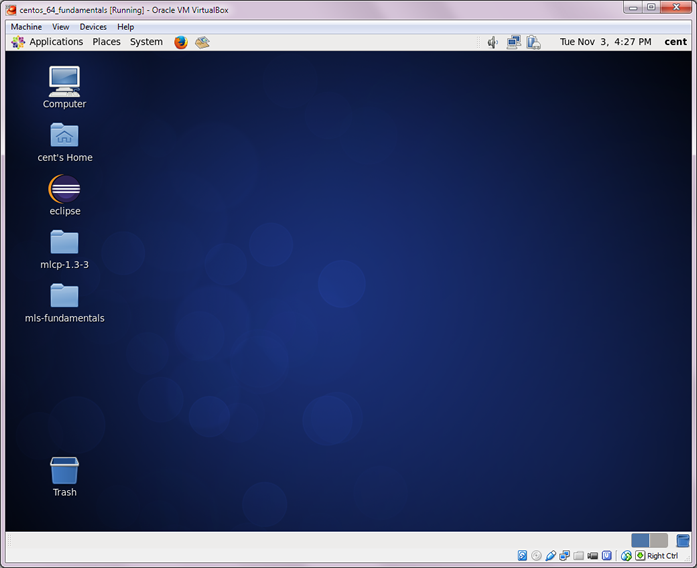 centos_64_fundamentals [Running] - Oracle VM VirtualBox
Machine View Devices Help
Applications Places System Tue Nov 3, 4:27 PM cent
Computer
cent's Home
eclipse
mlcp-1.3-3
mls-fundamentals
Trash
Right Ctrl